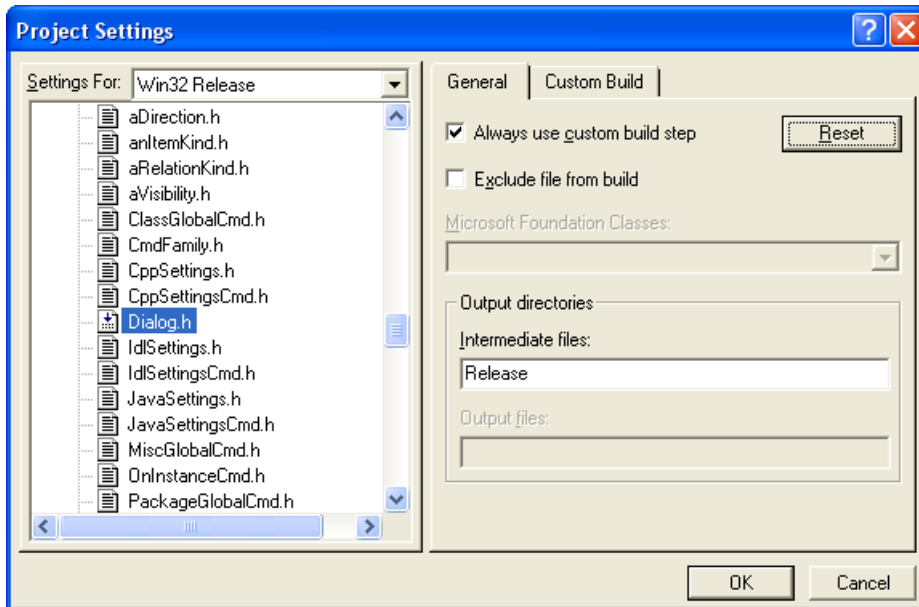 Project Settings
Settings For: Win32 Release
aDirection.h
anItemKind.h
aRelationKind.h
aVisibility.h
ClassGlobalCmd.h
CmdFamily.h
CppSettings.h
CppSettingsCmd.h
Dialog.h
IdlSettings.h
IdlSettingsCmd.h
JavaSettings.h
JavaSettingsCmd.h
MiscGlobalCmd.h
OnInstanceCmd.h
PackageGlobalCmd.h
General
Custom Build
Always use custom build step
Reset
Exclude file from build
Microsoft Foundation Classes:
Output directories
Intermediate files:
Release
Output files:
OK
Cancel